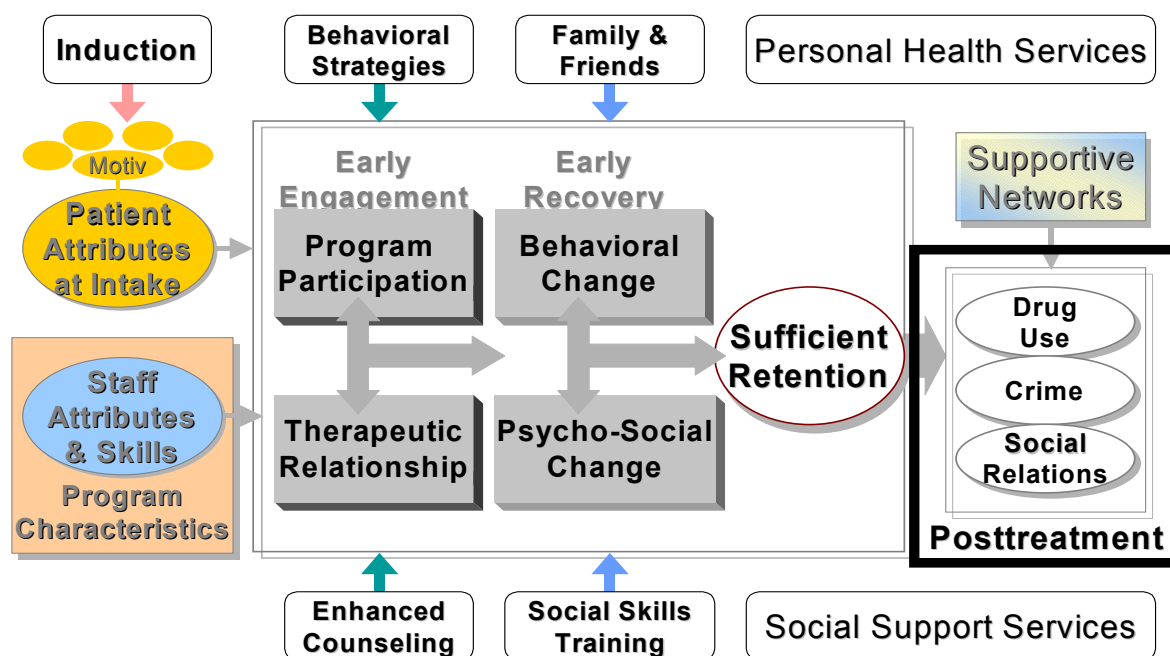 Induction
Behavioral
Strategies
Family &
Friends
Personal Health Services
Motiv
Patient
Attributes
at Intake
Early
Engagement
Early
Recovery
Supportive
Networks
Program
Participation
Behavioral
Change
Sufficient
Retention
Drug
Use
Crime
Social
Relations
Posttreatment
Staff
Attributes
& Skills
Program
Characteristics
Therapeutic
Relationship
Psycho-Social
Change
Enhanced
Counseling
Social Skills
Training
Social Support Services